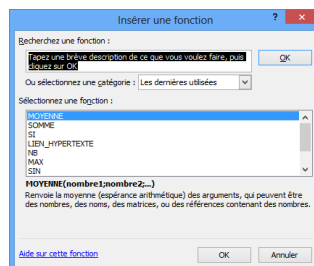 Insérer une fonction
? ×
Recherchez une fonction :
Tapez une brève description de ce que vous voulez faire, puis
cliquez sur OK
OK
Ou sélectionnez une catégorie : Les dernières utilisées
Sélectionnez une fonction :
MOYENNE
SOMME
SI
LIEN_HYPERTEXTE
NB
MAX
SIN
MOYENNE(nombre1;nombre2;...)
Renvoie la moyenne (espérance arithmétique) des arguments, qui peuvent être
des nombres, des noms, des matrices, ou des références contenant des nombres.
Aide sur cette fonction
OK Annuler